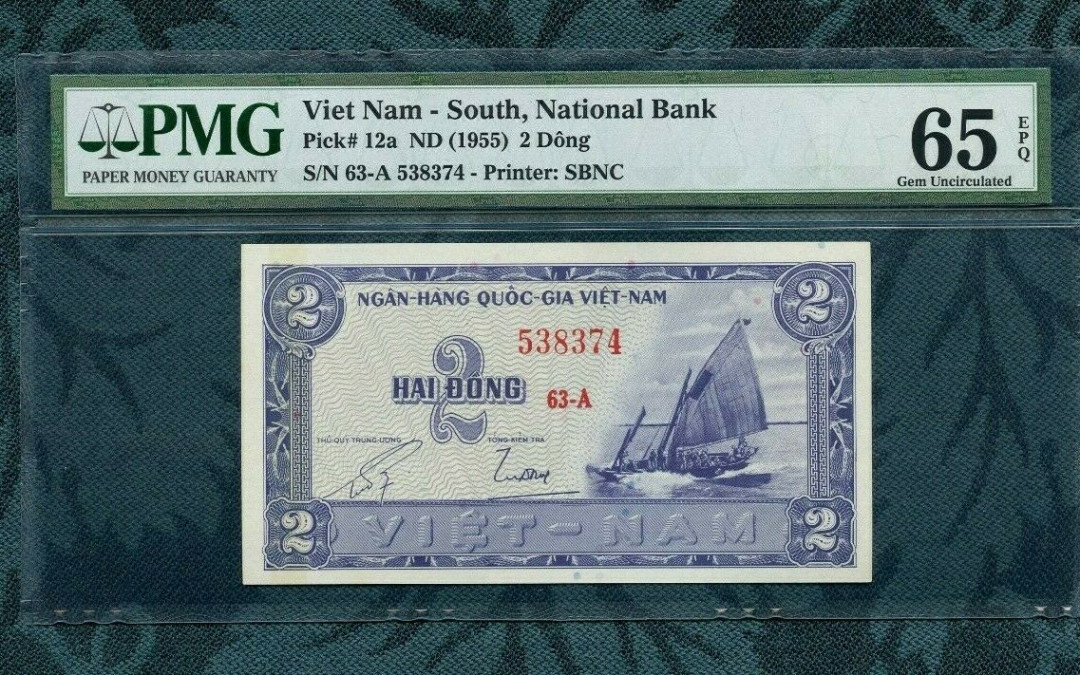 PMG
PAPER MONEY GUARANTY
Viet Nam - South, National Bank
Pick# 12a ND (1955) 2 Dông
S/N 63-A 538374 - Printer: SBNC
65
EPQ
Gem Uncirculated
2
2
NGÂN-HÀNG QUỐC-GIA VIỆT-NAM
538374
2
HAI ĐỒNG
63-A
THỦ-QUỸ TRUNG-ƯƠNG
TỔNG-KIỂM TRA
2
VIỆT-NAM
2